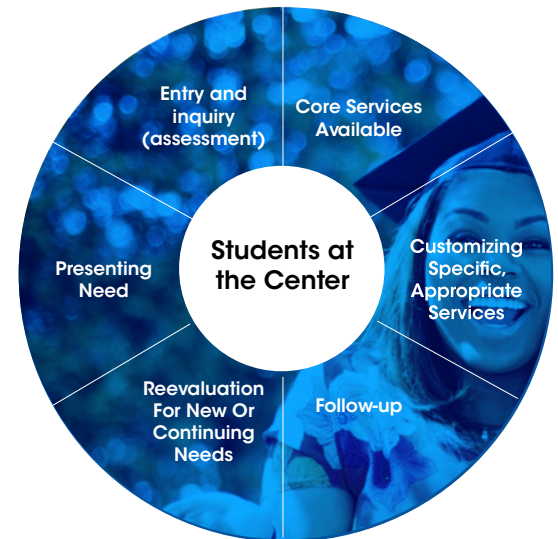 Entry and
inquiry
(assessment)
Core Services
Available
Customizing
Specific,
Appropriate
Services
Follow-up
Reevaluation
For New Or
Continuing
Needs
Presenting
Need
Students at
the Center